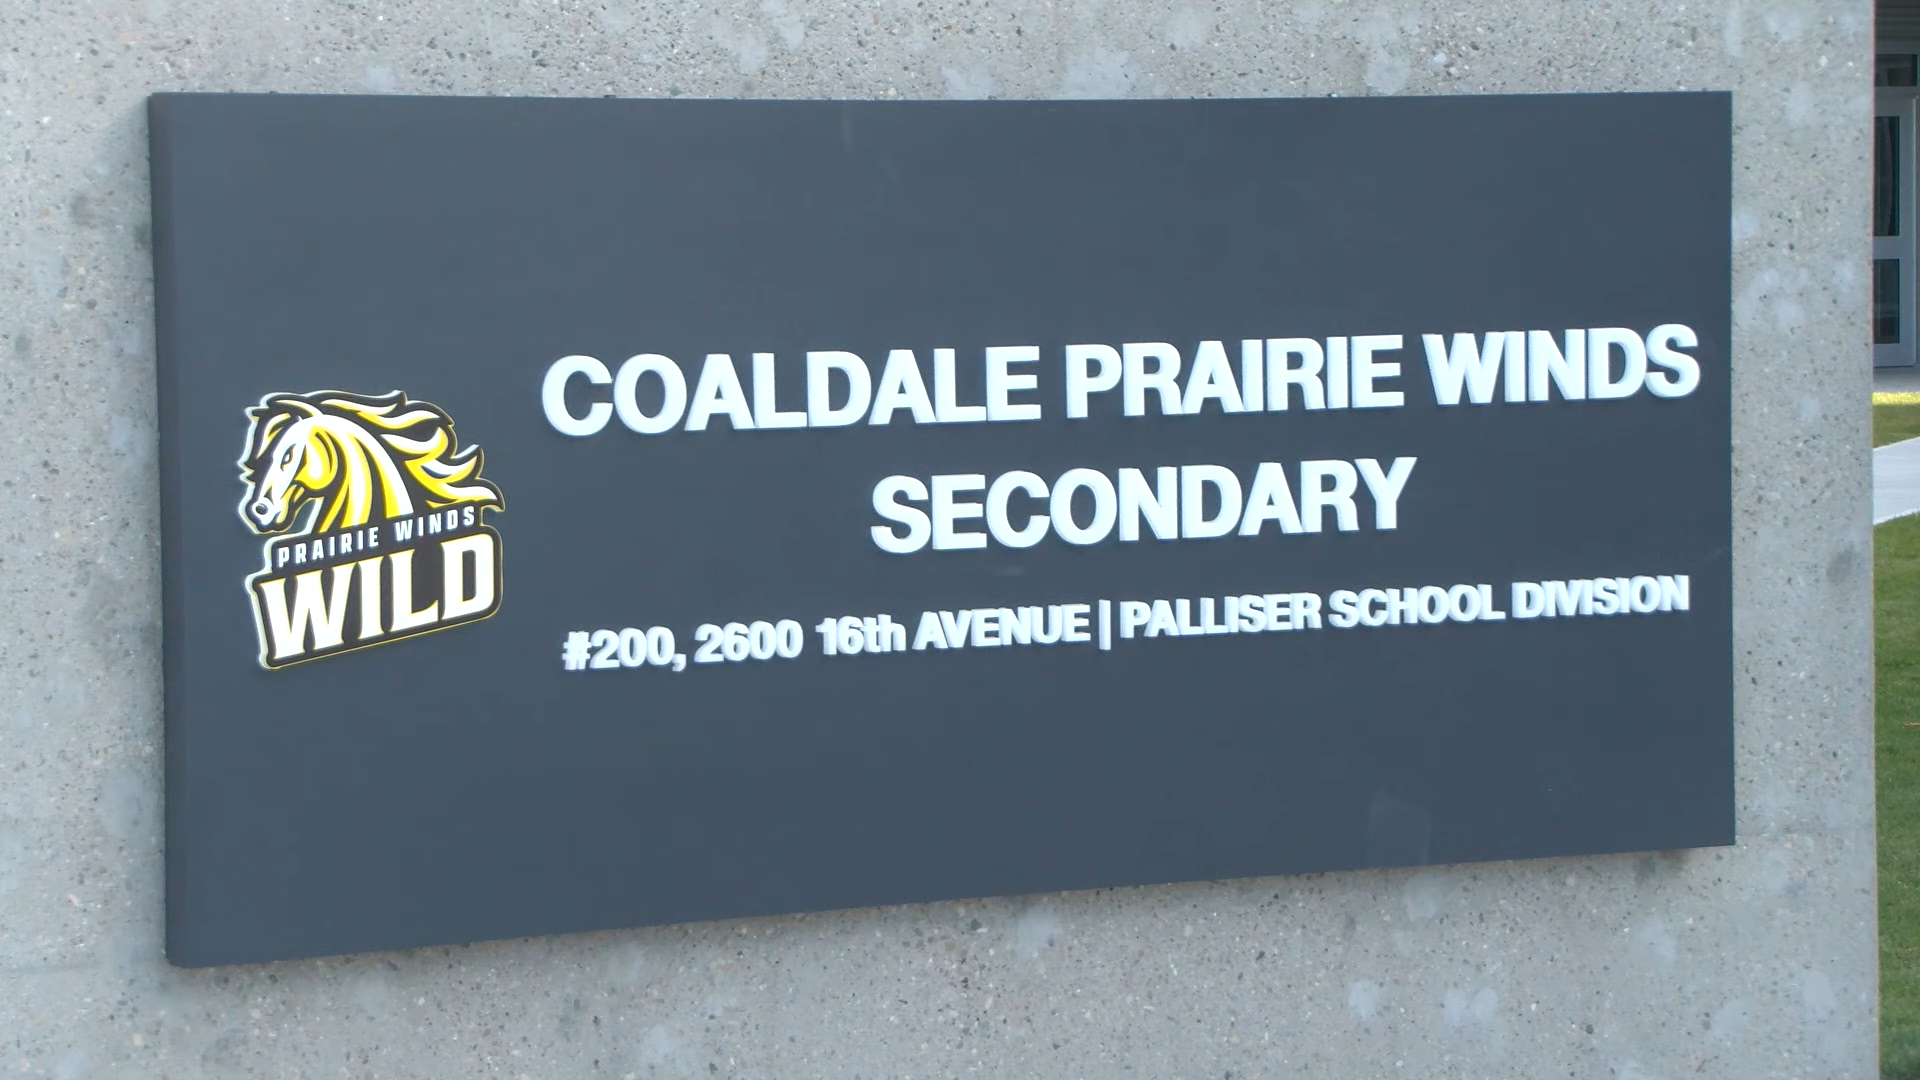 COALDALE PRAIRIE WINDS
SECONDARY
#200, 2600 16th AVENUE | PALLISER SCHOOL DIVISION
PRAIRIE WINDS
WILD